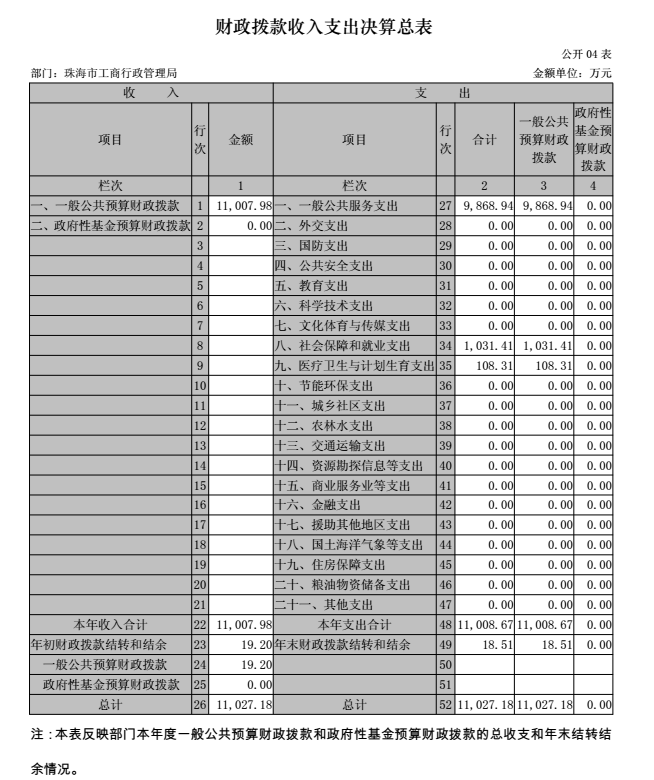 财政拨款收入支出决算总表
公开 04 表
部门：珠海市工商行政管理局 金额单位：万元
收 入 支 出
项目 行次 金额 项目 行次 合计 一般公共预算财政拨款 政府性基金预算财政拨款
栏次 1 栏次 2 3 4
一、一般公共预算财政拨款 1 11,007.98 一、一般公共服务支出 27 9,868.94 9,868.94 0.00
二、政府性基金预算财政拨款 2 0.00 二、外交支出 28 0.00 0.00 0.00
3 三、国防支出 29 0.00 0.00 0.00
4 四、公共安全支出 30 0.00 0.00 0.00
5 五、教育支出 31 0.00 0.00 0.00
6 六、科学技术支出 32 0.00 0.00 0.00
7 七、文化体育与传媒支出 33 0.00 0.00 0.00
8 八、社会保障和就业支出 34 1,031.41 1,031.41 0.00
9 九、医疗卫生与计划生育支出 35 108.31 108.31 0.00
10 十、节能环保支出 36 0.00 0.00 0.00
11 十一、城乡社区支出 37 0.00 0.00 0.00
12 十二、农林水支出 38 0.00 0.00 0.00
13 十三、交通运输支出 39 0.00 0.00 0.00
14 十四、资源勘探信息等支出 40 0.00 0.00 0.00
15 十五、商业服务业等支出 41 0.00 0.00 0.00
16 十六、金融支出 42 0.00 0.00 0.00
17 十七、援助其他地区支出 43 0.00 0.00 0.00
18 十八、国土海洋气象等支出 44 0.00 0.00 0.00
19 十九、住房保障支出 45 0.00 0.00 0.00
20 二十、粮油物资储备支出 46 0.00 0.00 0.00
21 二十一、其他支出 47 0.00 0.00 0.00
本年收入合计 22 11,007.98 本年支出合计 48 11,008.67 11,008.67 0.00
年初财政拨款结转和结余 23 19.20 年末财政拨款结转和结余 49 18.51 18.51 0.00
一般公共预算财政拨款 24 19.20 50
政府性基金预算财政拨款 25 0.00 51
总计 26 11,027.18 总计 52 11,027.18 11,027.18 0.00
注：本表反映部门本年度一般公共预算财政拨款和政府性基金预算财政拨款的总收支和年末结转结
余情况。